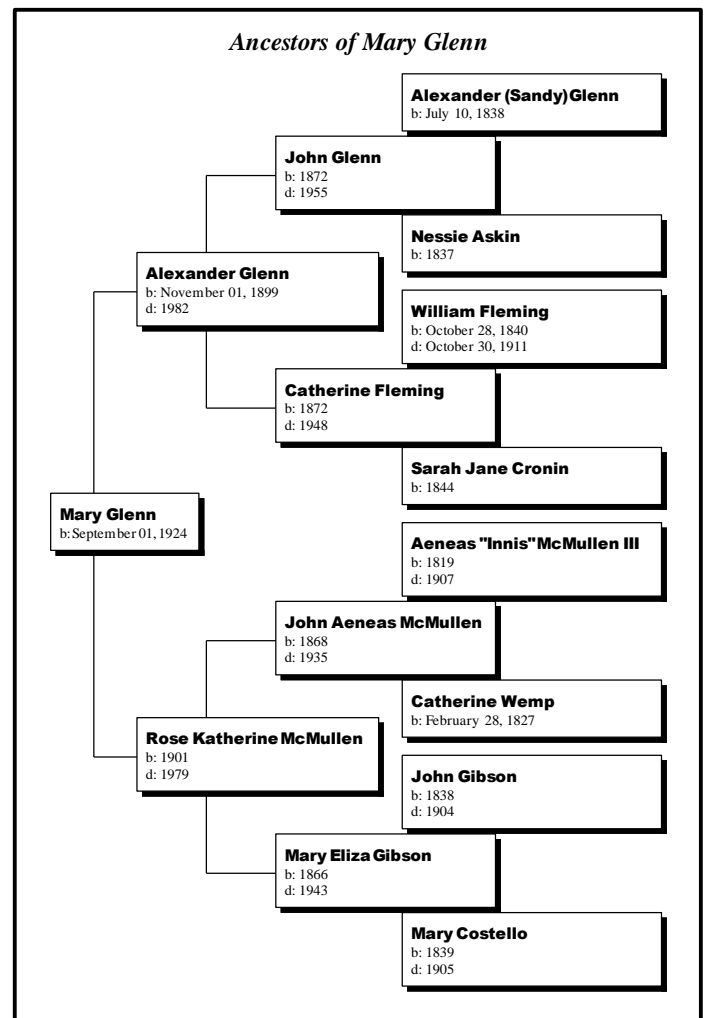 Ancestors of Mary Glenn
Alexander (Sandy) Glenn
b: July 10, 1838
John Glenn
b: 1872
d: 1955
Nessie Askin
b: 1837
Alexander Glenn
b: November 01, 1899
d: 1982
William Fleming
b: October 28, 1840
d: October 30, 1911
Catherine Fleming
b: 1872
d: 1948
Sarah Jane Cronin
b: 1844
Mary Glenn
b: September 01, 1924
Aeneas "Innis" McMullen III
b: 1819
d: 1907
John Aeneas McMullen
b: 1868
d: 1935
Catherine Wemp
b: February 28, 1827
Rose Katherine McMullen
b: 1901
d: 1979
John Gibson
b: 1838
d: 1904
Mary Eliza Gibson
b: 1866
d: 1943
Mary Costello
b: 1839
d: 1905